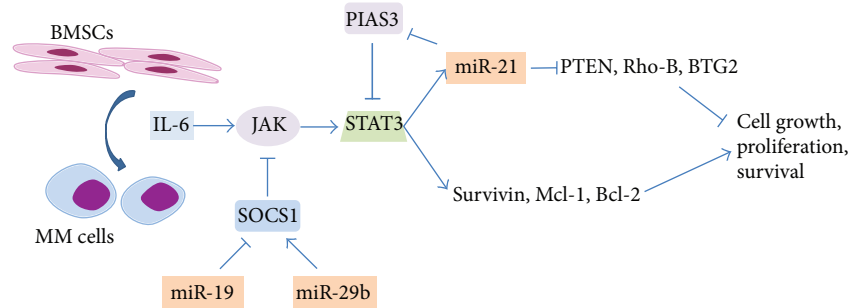 PIAS3
BMSCs
miR-21
PTEN, Rho-B, BTG2
IL-6
JAK
STAT3
Cell growth,
proliferation,
survival
Survivin, Mcl-1, Bcl-2
SOCS1
MM cells
miR-19
miR-29b